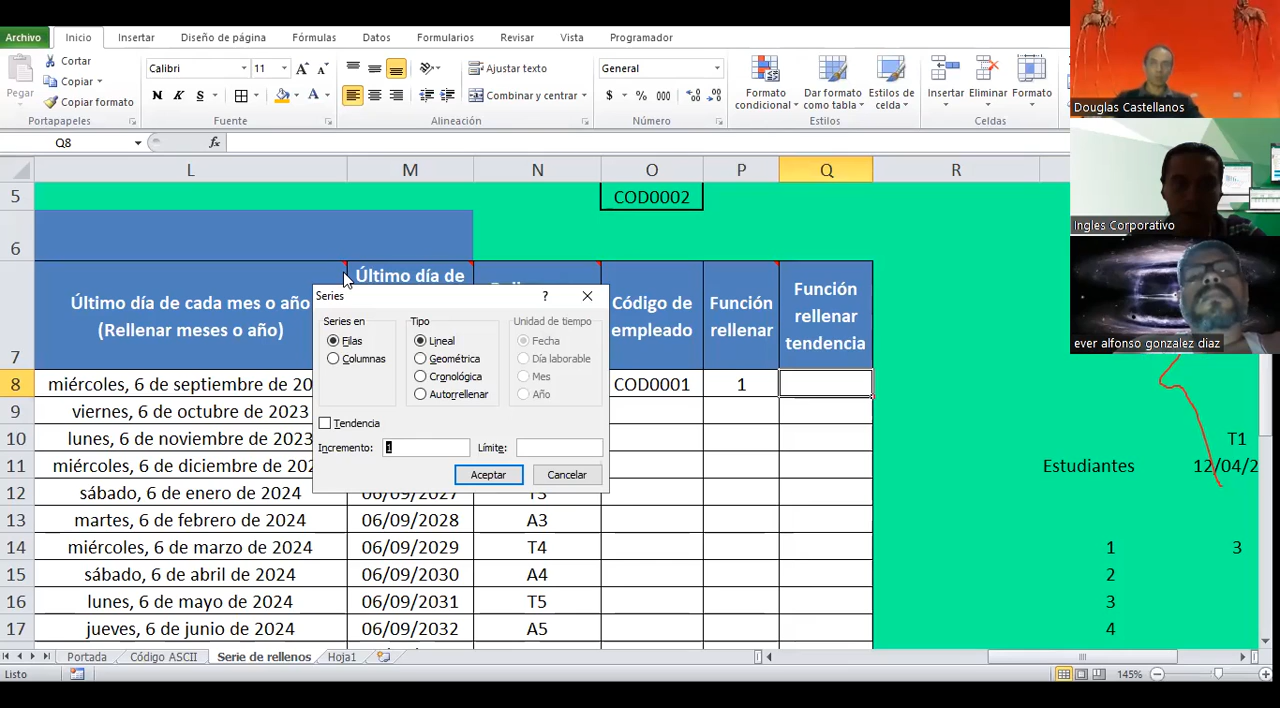 Archivo Inicio Insertar Diseño de página Fórmulas Datos Formularios Revisar Vista Programador
Pegar
Cortar
Copiar
Copiar formato
Portapapeles
Calibri 11
N K S
Fuente
Ajustar texto
Combinar y centrar
Alineación
General
$ % 000
Número
Formato condicional
Dar formato como tabla
Estilos de celda
Estilos
Insertar Eliminar Formato
Celdas
Q8 fx
L M N O P Q R
5 COD0002
6
7 Último día de cada mes o año
(Rellenar meses o año)
Último día de
Código de
empleado
Función
rellenar
Función
rellenar
tendencia
8 miércoles, 6 de septiembre de 20 COD0001 1
9 viernes, 6 de octubre de 2023
10 lunes, 6 de noviembre de 2023 T1
11 miércoles, 6 de diciembre de 202 Estudiantes 12/04/2
12 sábado, 6 de enero de 2024 06/09/2027 T3
13 martes, 6 de febrero de 2024 06/09/2028 A3
14 miércoles, 6 de marzo de 2024 06/09/2029 T4 1 3
15 sábado, 6 de abril de 2024 06/09/2030 A4 2
16 lunes, 6 de mayo de 2024 06/09/2031 T5 3
17 jueves, 6 de junio de 2024 06/09/2032 A5 4
Series ?
Series en
Filas
Columnas
Tipo
Lineal
Geométrica
Cronológica
Autorrellenar
Unidad de tiempo
Fecha
Día laborable
Mes
Año
Tendencia
Incremento: 1 Límite:
Aceptar Cancelar
Portada Código ASCII Serie de rellenos Hoja1
Listo 145%
Douglas Castellanos
Ingles Corporativo
ever alfonso gonzalez diaz